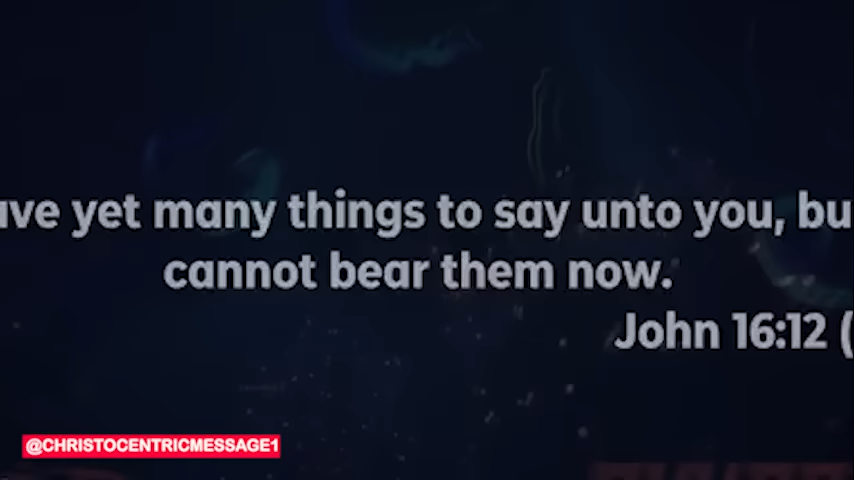 ave yet many things to say unto you, bu
cannot bear them now.
John 16:12 (
@CHRISTOCENTRICMESSAGE1